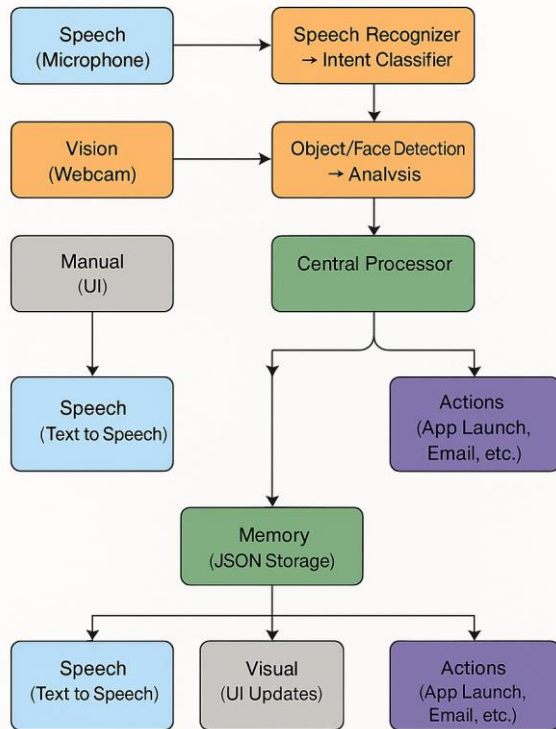 Speech
(Microphone)
Speech Recognizer
→ Intent Classifier
Vision
(Webcam)
Object/Face Detection
→ Analvsis
Manual
(UI)
Central Processor
Speech
(Text to Speech)
Actions
(App Launch,
Email, etc.)
Memory
(JSON Storage)
Speech
(Text to Speech)
Visual
(UI Updates)
Actions
(App Launch,
Email, etc.)